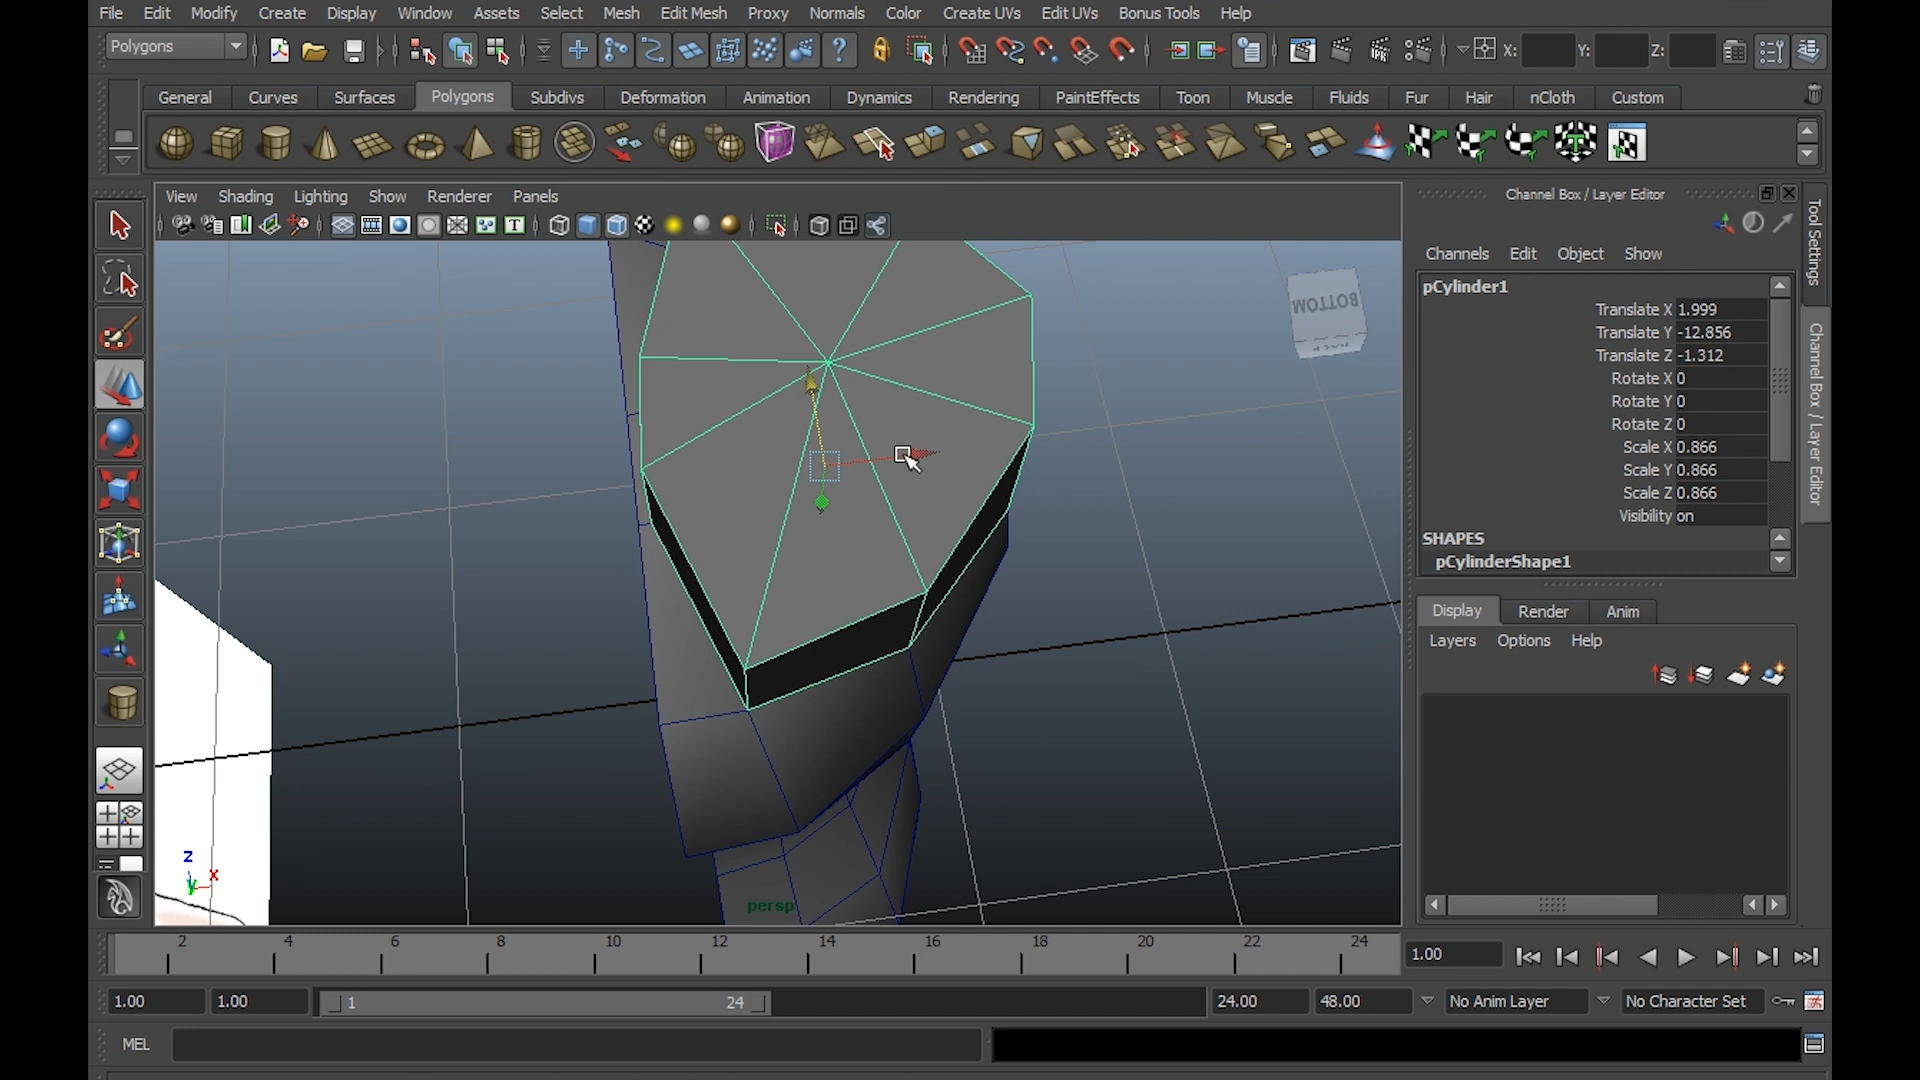 File Edit Modify Create Display Window Assets Select Mesh Edit Mesh Proxy Normals Color Create UVs Edit UVs Bonus Tools Help
Polygons ? IPR X: Y: Z:
General Curves Surfaces Polygons Subdivs Deformation Animation Dynamics Rendering PaintEffects Toon Muscle Fluids Fur Hair nCloth Custom
View Shading Lighting Show Renderer Panels
T
Channel Box / Layer Editor
Channels Edit Object Show
pCylinder1
Translate X 1.999
Translate Y -12.856
Translate Z -1.312
Rotate X 0
Rotate Y 0
Rotate Z 0
Scale X 0.866
Scale Y 0.866
Scale Z 0.866
Visibility on
SHAPES
pCylinderShape1
Tool Settings
Channel Box / Layer Editor
BOTTOM
Display Render Anim
Layers Options Help
z x y
persp
2 4 6 8 10 12 14 16 18 20 22 24
1.00
1.00 1.00 1 24 24.00 48.00 No Anim Layer No Character Set
MEL